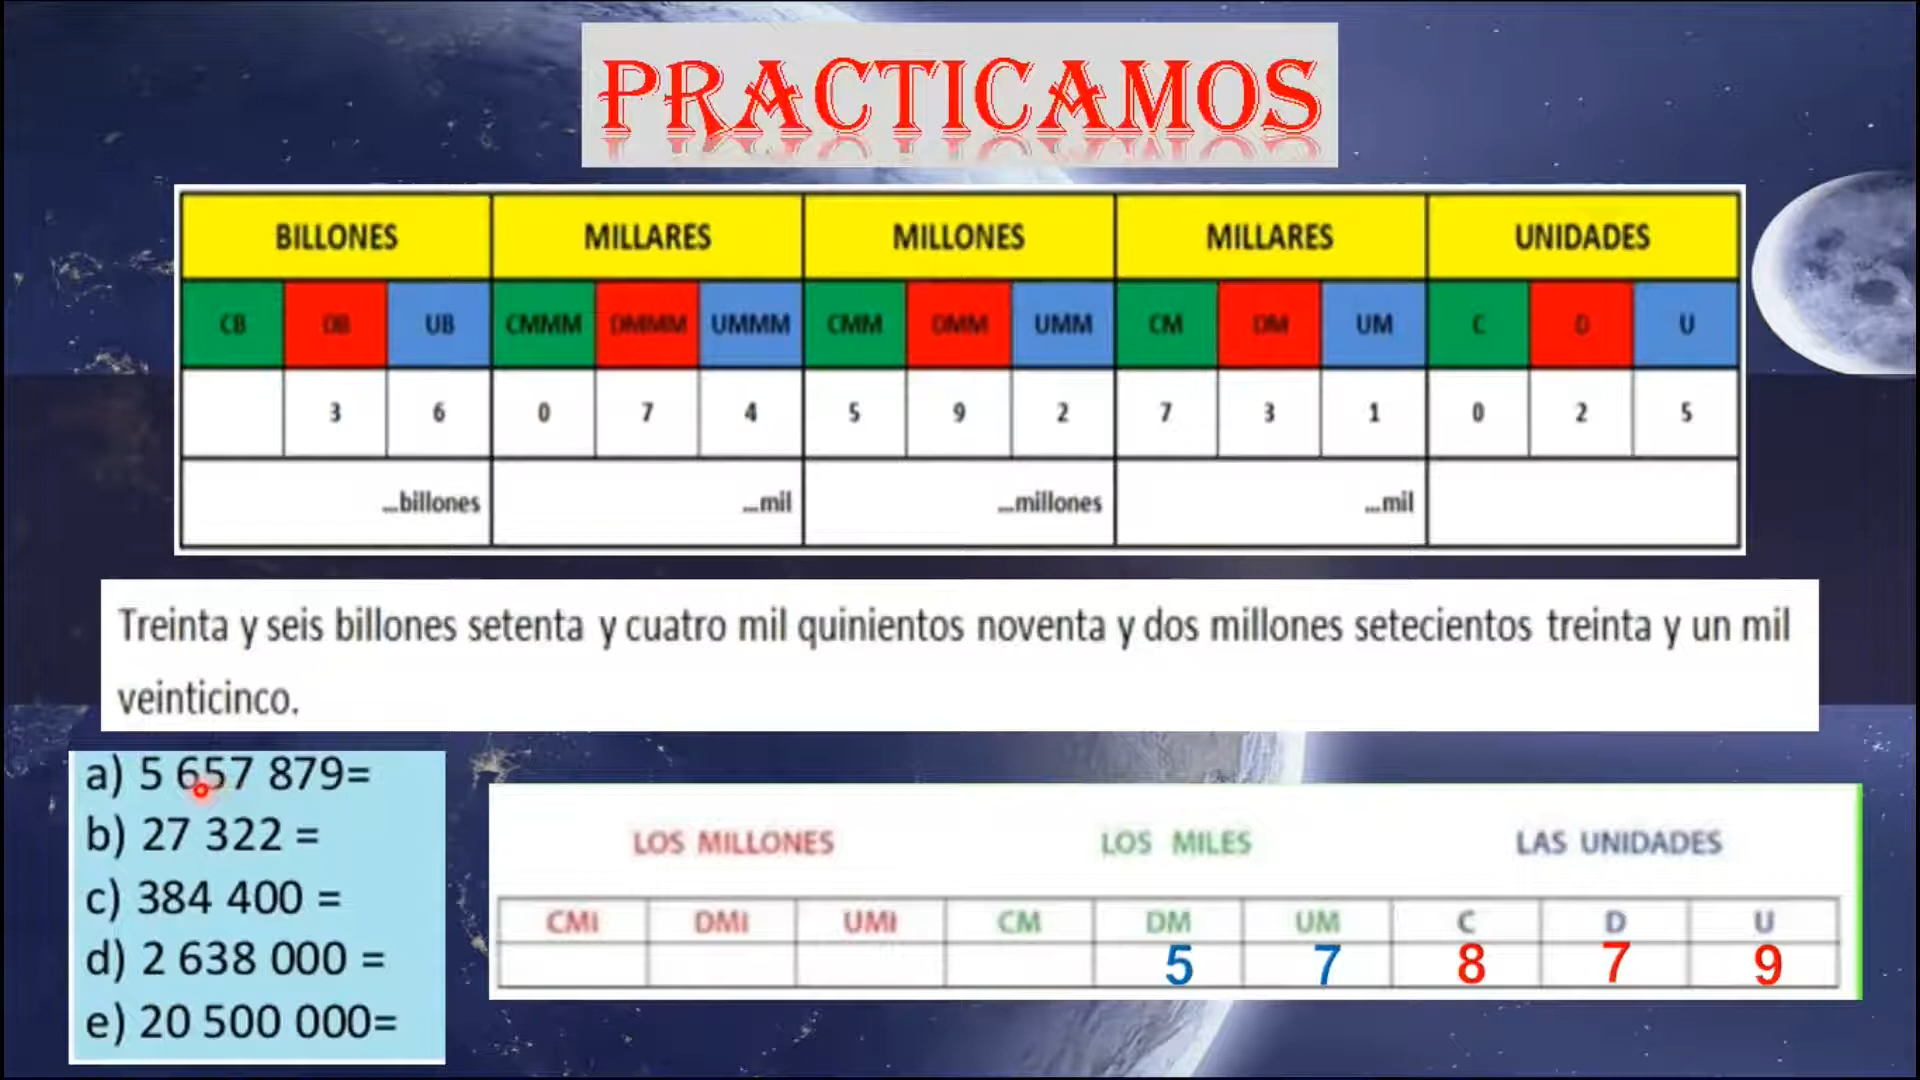 PRACTICAMOS
BILLONES MILLARES MILLONES MILLARES UNIDADES
CB DB UB CMMM DMMM UMMM CMM DMM UMM CM DM UM C D U
3 6 0 7 4 5 9 2 7 3 1 0 2 5
...billones ...mil ...millones ...mil
Treinta y seis billones setenta y cuatro mil quinientos noventa y dos millones setecientos treinta y un mil
veinticinco.
a) 5 657 879=
b) 27 322 =
c) 384 400 =
d) 2 638 000 =
e) 20 500 000=
LOS MILLONES LOS MILES LAS UNIDADES
CMi DMi UMi CM DM UM C D U
5 7 8 7 9